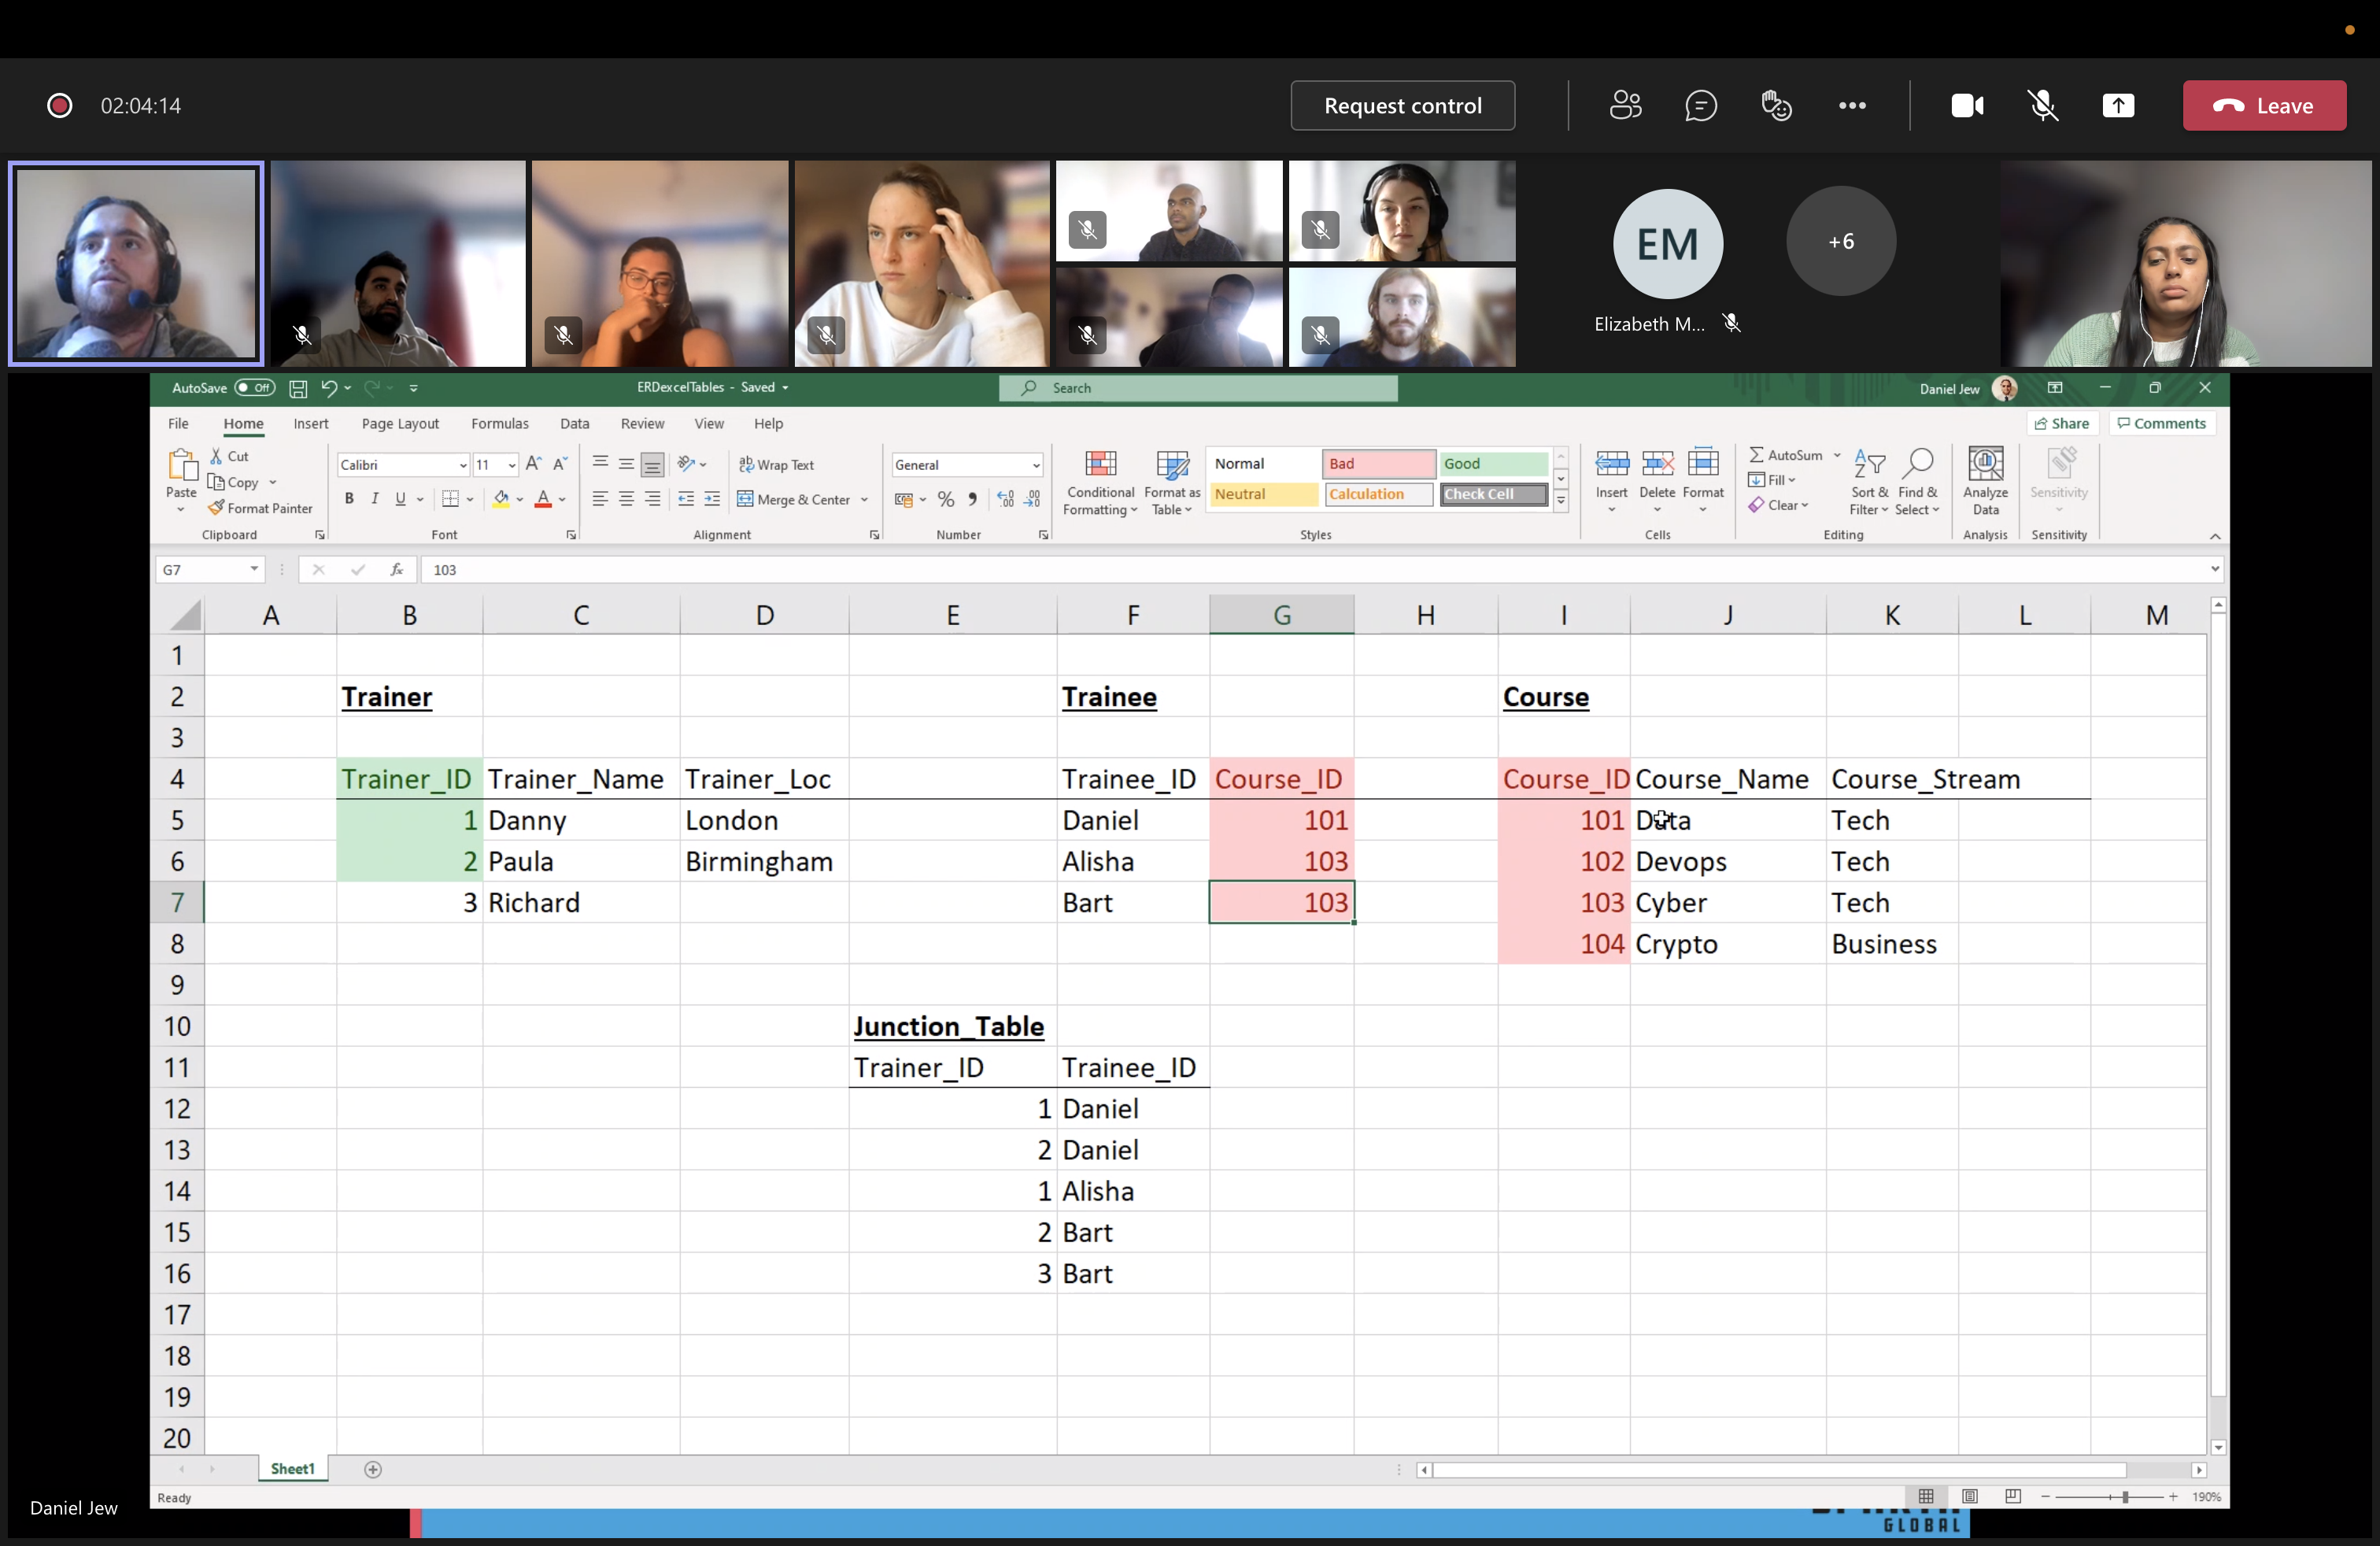 02:04:14
Request control
Leave
EM
+6
Elizabeth M...
AutoSave Off
ERDexcelTables - Saved
Search
Daniel Jew
File Home Insert Page Layout Formulas Data Review View Help
Share Comments
Paste
Cut
Copy
Format Painter
Clipboard
Calibri 11
B I U
Font
Wrap Text
Merge & Center
Alignment
General
Number
Conditional Formatting
Format as Table
Normal Bad Good
Neutral Calculation Check Cell
Styles
Insert Delete Format
Cells
AutoSum
Fill
Clear
Sort & Filter
Find & Select
Editing
Analyze Data
Analysis
Sensitivity
Sensitivity
G7 fx 103
A B C D E F G H I J K L M
1
2 Trainer Trainee Course
3
4 Trainer_ID Trainer_Name Trainer_Loc Trainee_ID Course_ID Course_ID Course_Name Course_Stream
5 1 Danny London Daniel 101 101 Data Tech
6 2 Paula Birmingham Alisha 103 102 Devops Tech
7 3 Richard Bart 103 103 Cyber Tech
8 104 Crypto Business
9
10 Junction_Table
11 Trainer_ID Trainee_ID
12 1 Daniel
13 2 Daniel
14 1 Alisha
15 2 Bart
16 3 Bart
17
18
19
20
Sheet1
Ready
190%
Daniel Jew
GLOBAL